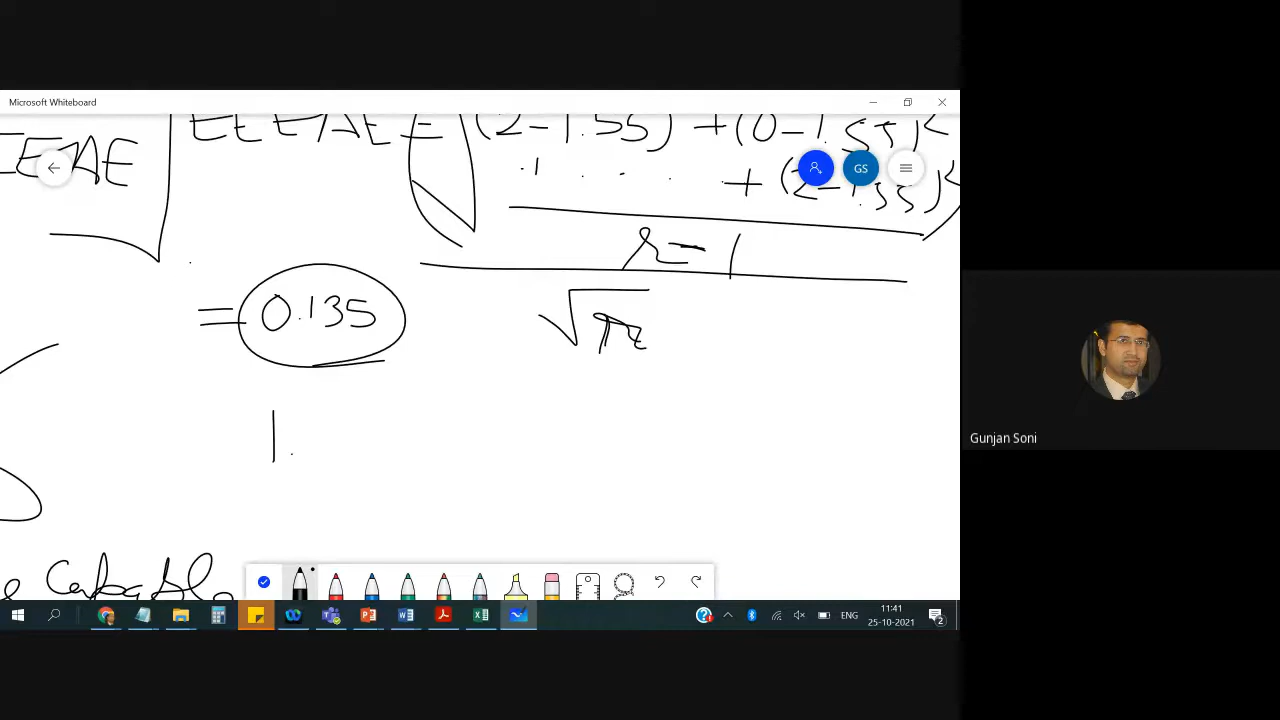 Microsoft Whiteboard
(2-1.55) + (0-1.55)²
..... + (2-1.55)²
GS
r-1
= 0.135
√r
1.
Gunjan Soni
ENG
11:41
25-10-2021
2